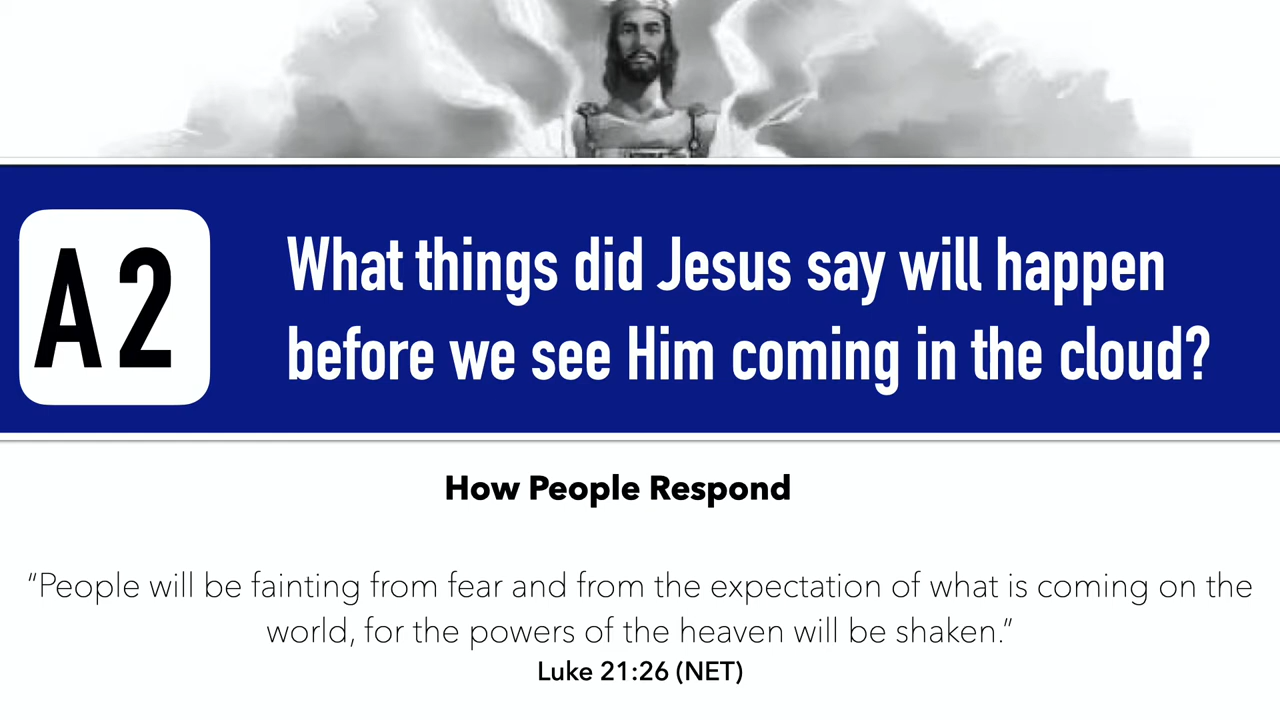 A2
What things did Jesus say will happen
before we see Him coming in the cloud?
How People Respond
“People will be fainting from fear and from the expectation of what is coming on the
world, for the powers of the heaven will be shaken.”
Luke 21:26 (NET)